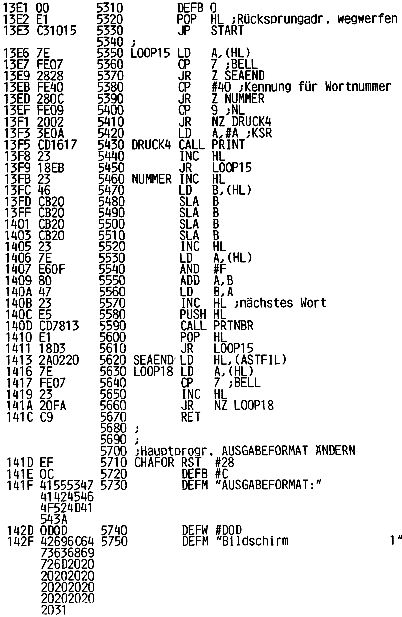 13E1 00 5310 DEFB 0
13E2 E1 5320 POP HL ;Rücksprungadr. wegwerfen
13E3 C31015 5330 JP START
5340 ;
13E6 7E 5350 LOOP15 LD A,(HL)
13E7 FE07 5360 CP 7 ;BELL
13E9 2828 5370 JR Z SEAEND
13EB FE40 5380 CP #40 ;Kennung für Wortnummer
13ED 280C 5390 JR Z NUMMER
13EF FE09 5400 CP 9 ;NL
13F1 2002 5410 JR NZ DRUCK4
13F3 3E0A 5420 LD A,#A ;KSR
13F5 CD1617 5430 DRUCK4 CALL PRINT
13F8 23 5440 INC HL
13F9 18EB 5450 JR LOOP15
13FB 23 5460 NUMMER INC HL
13FC 46 5470 LD B,(HL)
13FD CB20 5480 SLA B
13FF CB20 5490 SLA B
1401 CB20 5500 SLA B
1403 CB20 5510 SLA B
1405 23 5520 INC HL
1406 7E 5530 LD A,(HL)
1407 E60F 5540 AND #F
1409 80 5550 ADD A,B
140A 47 5560 LD B,A
140B 23 5570 INC HL ;nächstes Wort
140C E5 5580 PUSH HL
140D CD7813 5590 CALL PRTNBR
1410 E1 5600 POP HL
1411 18D3 5610 JR LOOP15
1413 2A0220 5620 SEAEND LD HL,(ASTFIL)
1416 7E 5630 LOOP18 LD A,(HL)
1417 FE07 5640 CP 7 ;BELL
1419 23 5650 INC HL
141A 20FA 5660 JR NZ LOOP18
141C C9 5670 RET
5680 ;
5690 ;
5700 ;Hauptprogr. AUSGABEFORMAT ÄNDERN
141D EF 5710 CHAFOR RST #28
141E 0C 5720 DEFB #C
141F 41555347 5730 DEFM "AUSGABEFORMAT:"
41424546
4F524D41
543A
142D 0D0D 5740 DEFW #D0D
142F 42696C64 5750 DEFM "Bildschirm 1"
73636869
726D2020
20202020
20202020
20202020
2031